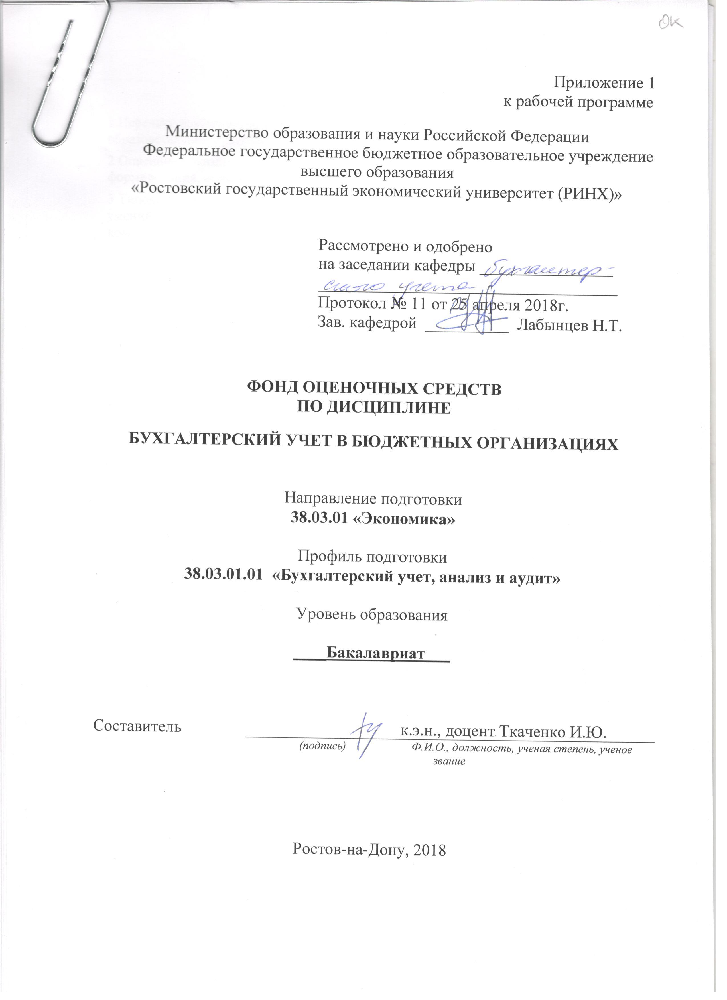 ОК
Приложение 1
к рабочей программе
Министерство образования и науки Российской Федерации
Федеральное государственное бюджетное образовательное учреждение
высшего образования
«Ростовский государственный экономический университет (РИНХ)»
Рассмотрено и одобрено
на заседании кафедры бухгалтер-
ского учета
Протокол № 11 от 25 апреля 2018г.
Зав. кафедрой Лабынцев Н.Т.
ФОНД ОЦЕНОЧНЫХ СРЕДСТВ
ПО ДИСЦИПЛИНЕ
БУХГАЛТЕРСКИЙ УЧЕТ В БЮДЖЕТНЫХ ОРГАНИЗАЦИЯХ
Направление подготовки
38.03.01 «Экономика»
Профиль подготовки
38.03.01.01 «Бухгалтерский учет, анализ и аудит»
Уровень образования
Бакалавриат
Составитель к.э.н., доцент Ткаченко И.Ю.
(подпись) Ф.И.О., должность, ученая степень, ученое
звание
Ростов-на-Дону, 2018